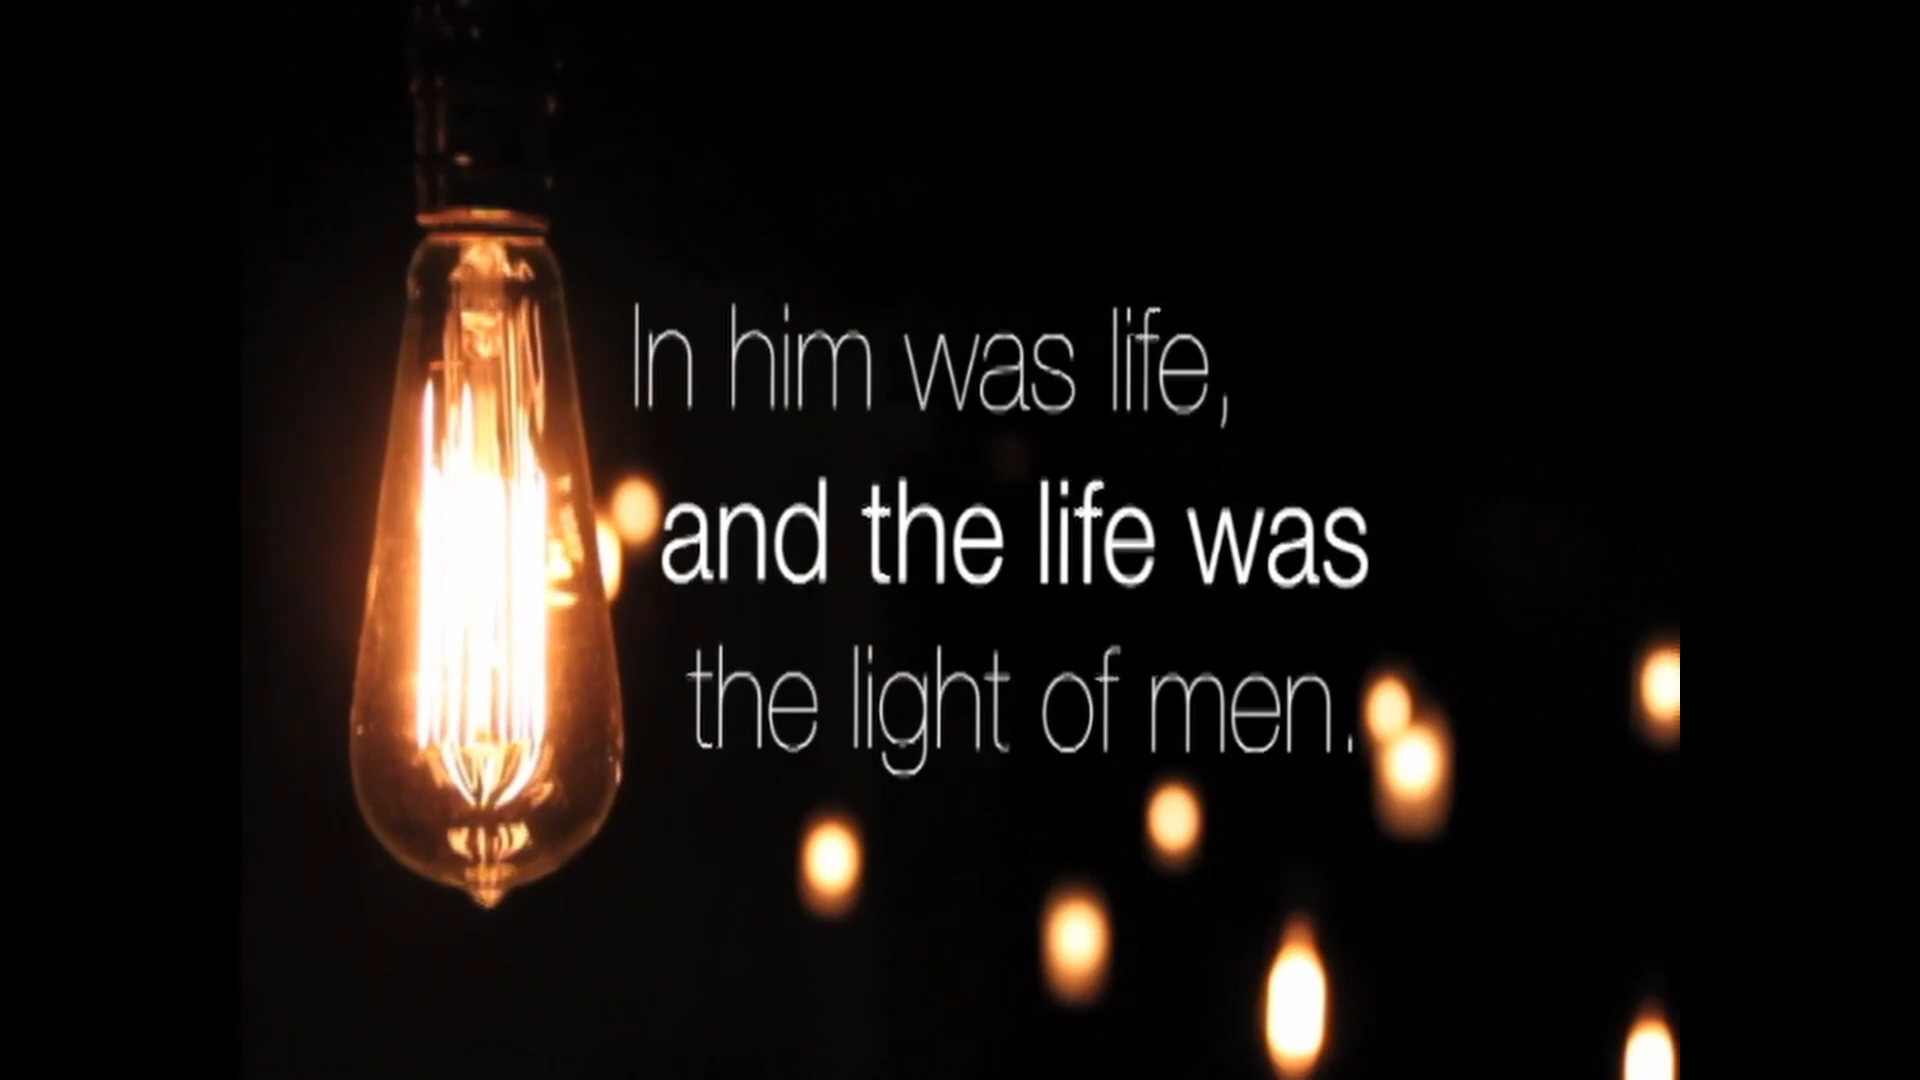 In him was life,
and the life was
the light of men.